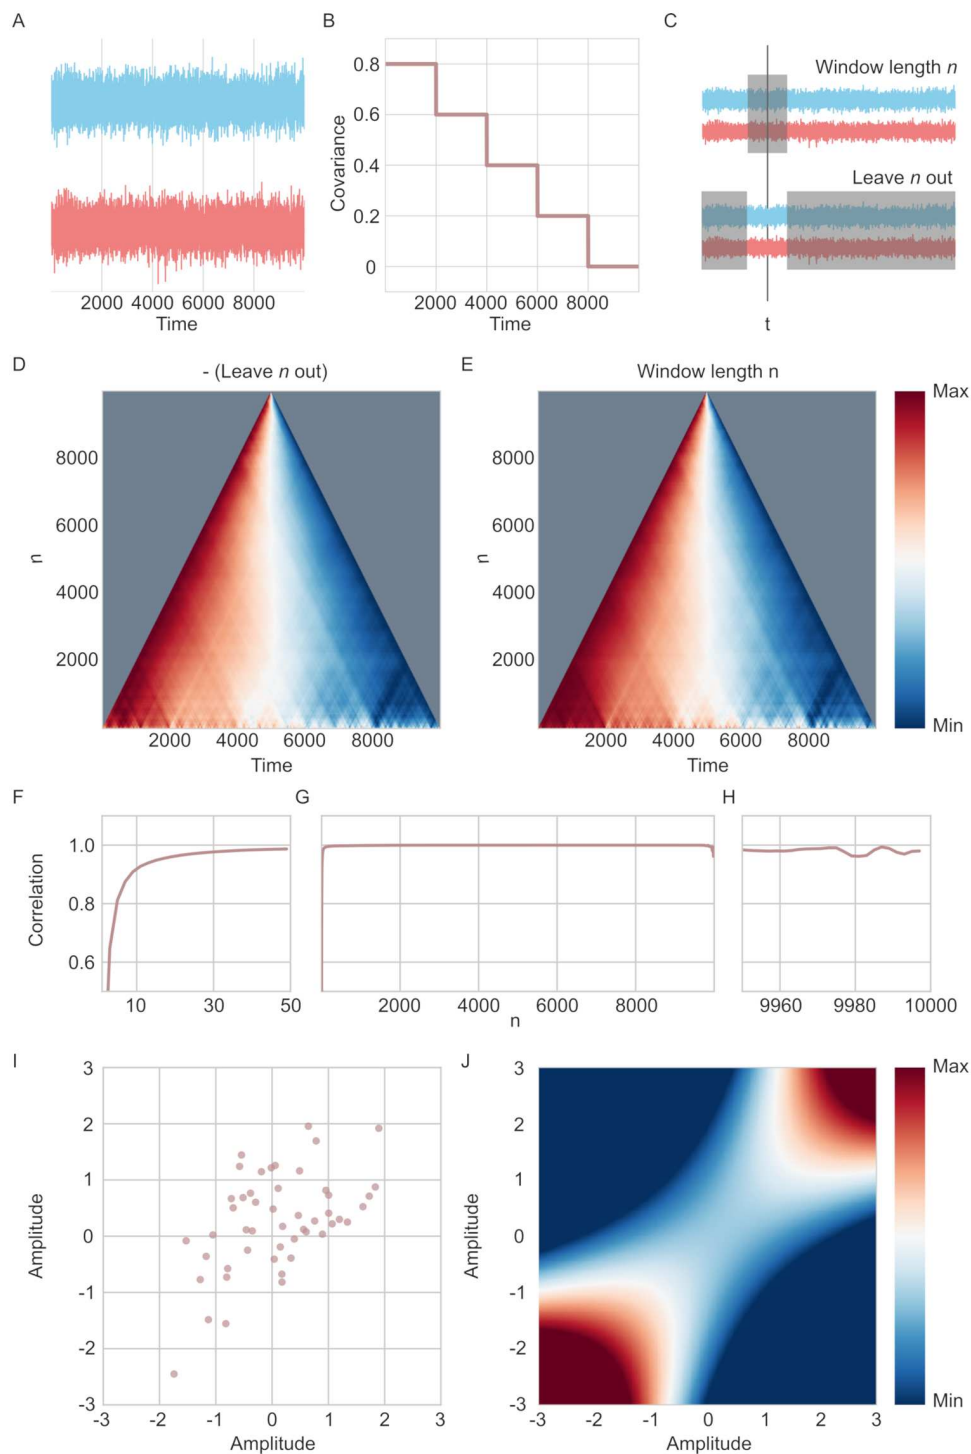 A
B
C
2000 4000 6000 8000
Time
Covariance
0.8
0.6
0.4
0.2
0
2000 4000 6000 8000
Time
Window length n
Leave n out
t
D
- (Leave n out)
n
8000
6000
4000
2000
2000 4000 6000 8000
Time
E
Window length n
2000 4000 6000 8000
Time
Max
Min
F
G
H
Correlation
1.0
0.8
0.6
10 30 50
2000 4000 6000 8000
n
9960 9980 10000
I
Amplitude
3
2
1
0
-1
-2
-3
-3 -2 -1 0 1 2 3
Amplitude
J
Amplitude
3
2
1
0
-1
-2
-3
-3 -2 -1 0 1 2 3
Amplitude
Max
Min